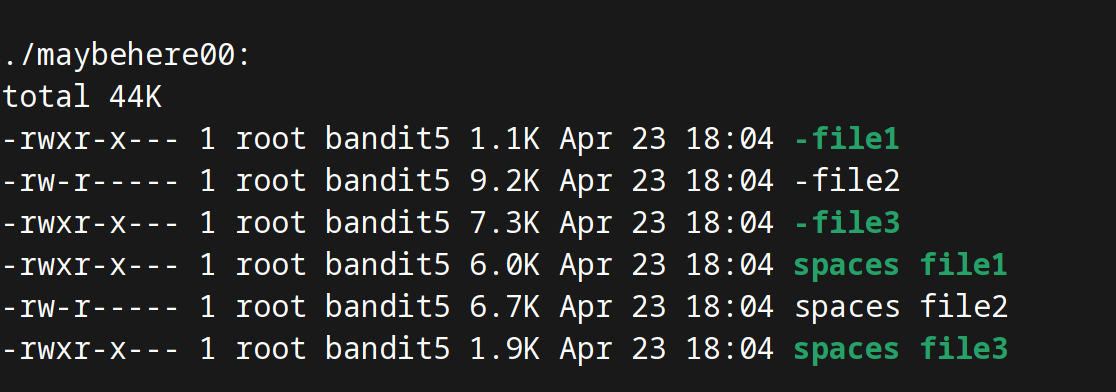 ./maybehere00:
total 44K
-rwxr-x--- 1 root bandit5 1.1K Apr 23 18:04 -file1
-rw-r----- 1 root bandit5 9.2K Apr 23 18:04 -file2
-rwxr-x--- 1 root bandit5 7.3K Apr 23 18:04 -file3
-rwxr-x--- 1 root bandit5 6.0K Apr 23 18:04 spaces file1
-rw-r----- 1 root bandit5 6.7K Apr 23 18:04 spaces file2
-rwxr-x--- 1 root bandit5 1.9K Apr 23 18:04 spaces file3